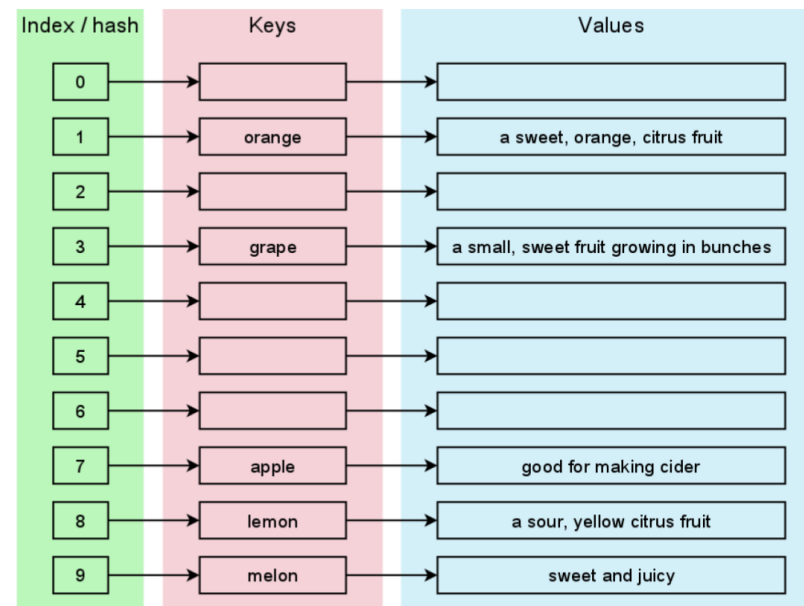 Index / hash Keys Values
0
1 orange a sweet, orange, citrus fruit
2
3 grape a small, sweet fruit growing in bunches
4
5
6
7 apple good for making cider
8 lemon a sour, yellow citrus fruit
9 melon sweet and juicy